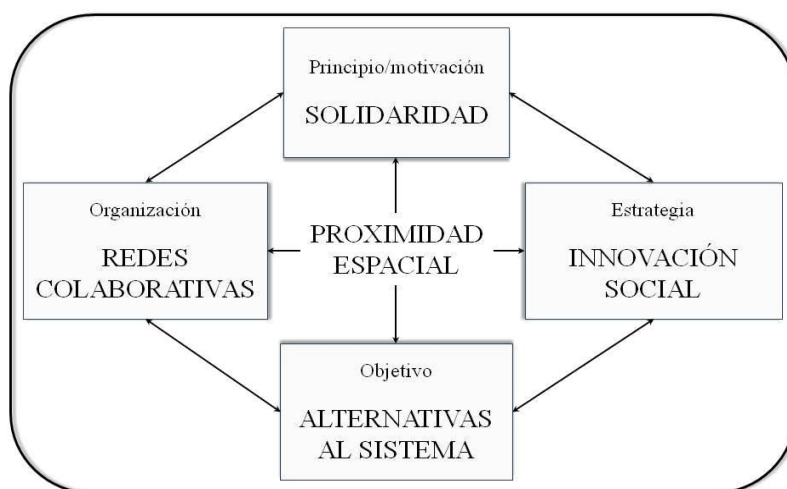 Principio/motivación
SOLIDARIDAD
Organización
REDES
COLABORATIVAS
PROXIMIDAD
ESPACIAL
Estrategia
INNOVACIÓN
SOCIAL
Objetivo
ALTERNATIVAS
AL SISTEMA